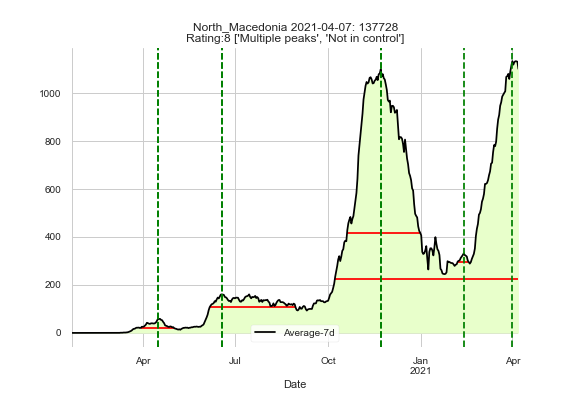 North_Macedonia 2021-04-07: 137728
Rating:8 ['Multiple peaks', 'Not in control']
1000
800
600
400
200
0
Average-7d
Apr
Jul
Oct
Jan
2021
Apr
Date